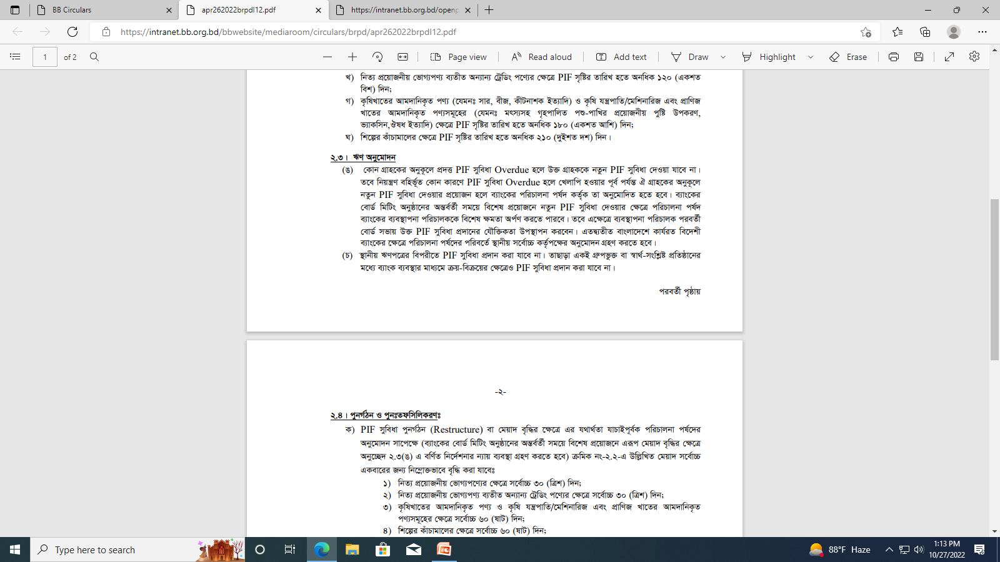 BB Circulars
apr262022brpdl12.pdf
https://intranet.bb.org.bd/openp
https://intranet.bb.org.bd/bbwebsite/mediaroom/circulars/brpd/apr262022brpdl12.pdf
1 of 2 Page view Read aloud Add text Draw Highlight Erase
খ) নিত্য প্রয়োজনীয় ভোগ্যপণ্য ব্যতীত অন্যান্য ট্রেডিং পণ্যের ক্ষেত্রে PIF সৃষ্টির তারিখ হতে অনধিক ১২০ (একশত
বিশ) দিন;
গ) কৃষিখাতের আমদানিকৃত পণ্য (যেমনঃ সার, বীজ, কীটনাশক ইত্যাদি) ও কৃষি যন্ত্রপাতি/মেশিনারিজ এবং প্রাণিজ
খাতের আমদানিকৃত পণ্যসমূহের (যেমনঃ মৎস্যসহ গৃহপালিত পশু-পাখির প্রয়োজনীয় পুষ্টি উপকরণ,
ভ্যাকসিন,ঔষধ ইত্যাদি) ক্ষেত্রে PIF সৃষ্টির তারিখ হতে অনধিক ১৮০ (একশত আশি) দিন;
ঘ) শিল্পের কাঁচামালের ক্ষেত্রে PIF সৃষ্টির তারিখ হতে অনধিক ২১০ (দুইশত দশ) দিন।
২.৩। ঋণ অনুমোদন
(ঙ) কোন গ্রাহকের অনুকূলে প্রদত্ত PIF সুবিধা Overdue হলে উক্ত গ্রাহককে নতুন PIF সুবিধা দেওয়া যাবে না।
তবে নিয়ন্ত্রণ বহির্ভূত কোন কারণে PIF সুবিধা Overdue হলে খেলাপি হওয়ার পূর্ব পর্যন্ত ঐ গ্রাহকের অনুকূলে
নতুন PIF সুবিধা দেওয়ার প্রয়োজন হলে ব্যাংকের পরিচালনা পর্ষদ কর্তৃক তা অনুমোদিত হতে হবে। ব্যাংকের
বোর্ড মিটিং অনুষ্ঠানের অন্তর্বর্তী সময়ে বিশেষ প্রয়োজনে নতুন PIF সুবিধা দেওয়ার ক্ষেত্রে পরিচালনা পর্ষদ
ব্যাংকের ব্যবস্থাপনা পরিচালককে বিশেষ ক্ষমতা অর্পণ করতে পারবে। তবে এক্ষেত্রে ব্যবস্থাপনা পরিচালক পরবর্তী
বোর্ড সভায় উক্ত PIF সুবিধা প্রদানের যৌক্তিকতা উপস্থাপন করবেন। এতদ্ব্যতীত বাংলাদেশে কার্যরত বিদেশী
ব্যাংকের ক্ষেত্রে পরিচালনা পর্ষদের পরিবর্তে স্থানীয় সর্বোচ্চ কর্তৃপক্ষের অনুমোদন গ্রহণ করতে হবে।
(চ) স্থানীয় ঋণপত্রের বিপরীতে PIF সুবিধা প্রদান করা যাবে না। তাছাড়া একই গ্রুপভুক্ত বা স্বার্থ-সংশ্লিষ্ট প্রতিষ্ঠানের
মধ্যে ব্যাংক ব্যবস্থার মাধ্যমে ক্রয়-বিক্রয়ের ক্ষেত্রেও PIF সুবিধা প্রদান করা যাবে না।
পরবর্তী পৃষ্ঠায়
-২-
২.৪। পুনর্গঠন ও পুনঃতফসিলিকরণঃ
ক) PIF সুবিধা পুনর্গঠন (Restructure) বা মেয়াদ বৃদ্ধির ক্ষেত্রে এর যথার্থতা যাচাইপূর্বক পরিচালনা পর্ষদের
অনুমোদন সাপেক্ষে (ব্যাংকের বোর্ড মিটিং অনুষ্ঠানের অন্তর্বর্তী সময়ে বিশেষ প্রয়োজনে এরূপ মেয়াদ বৃদ্ধির ক্ষেত্রে
অনুচ্ছেদ ২.৩(ঙ) এ বর্ণিত নির্দেশনার ন্যায় ব্যবস্থা গ্রহণ করতে হবে) ক্রমিক নং-২.২-এ উল্লিখিত মেয়াদ সর্বোচ্চ
একবারের জন্য নিম্নোক্তভাবে বৃদ্ধি করা যাবেঃ
১) নিত্য প্রয়োজনীয় ভোগ্যপণ্যের ক্ষেত্রে সর্বোচ্চ ৩০ (ত্রিশ) দিন;
২) নিত্য প্রয়োজনীয় ভোগ্যপণ্য ব্যতীত অন্যান্য ট্রেডিং পণ্যের ক্ষেত্রে সর্বোচ্চ ৩০ (ত্রিশ) দিন;
৩) কৃষিখাতের আমদানিকৃত পণ্য ও কৃষি যন্ত্রপাতি/মেশিনারিজ এবং প্রাণিজ খাতের আমদানিকৃত
পণ্যসমূহের ক্ষেত্রে সর্বোচ্চ ৬০ (ষাট) দিন;
৪) শিল্পের কাঁচামালের ক্ষেত্রে সর্বোচ্চ ৬০ (ষাট) দিন;
Type here to search
88°F Haze
1:13 PM
10/27/2022